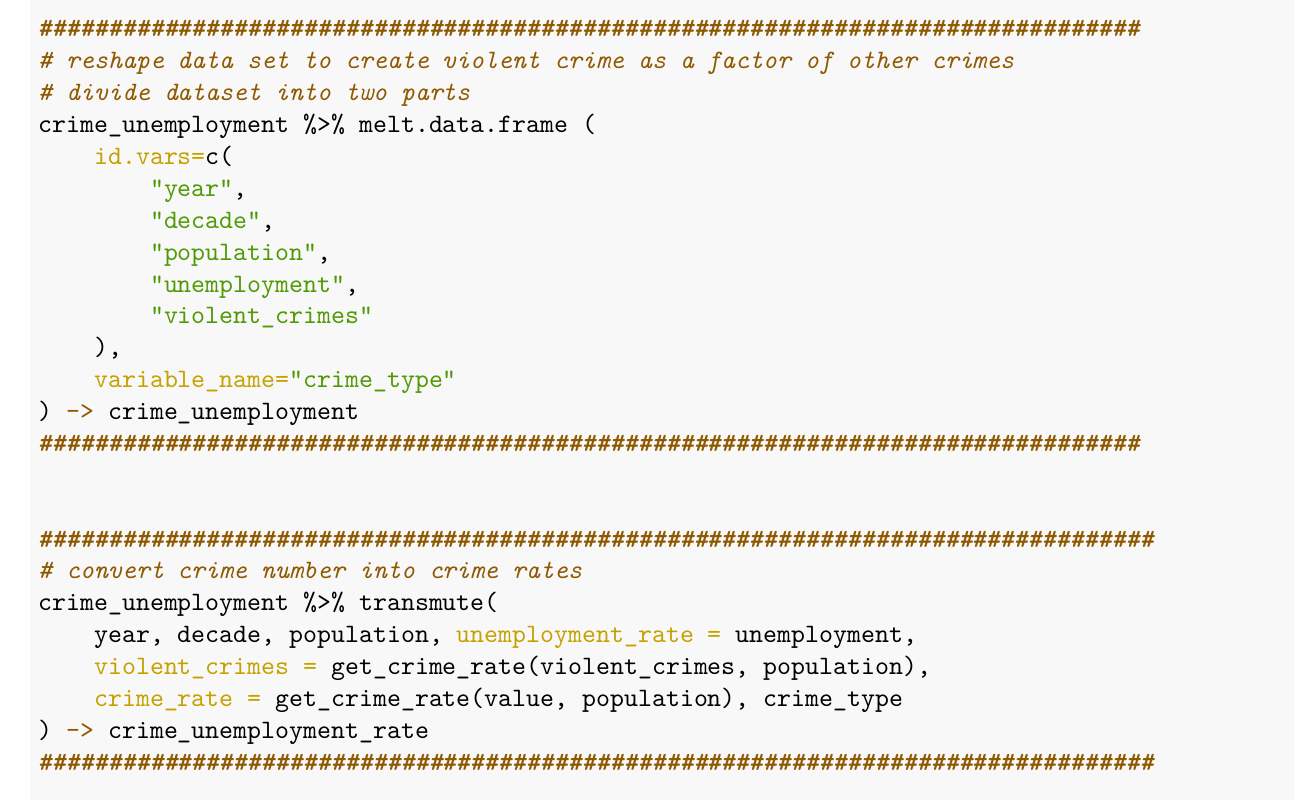 ###############################################################################
# reshape data set to create violent crime as a factor of other crimes
# divide dataset into two parts
crime_unemployment %>% melt.data.frame (
    id.vars=c(
        "year",
        "decade",
        "population",
        "unemployment",
        "violent_crimes"
    ),
    variable_name="crime_type"
) -> crime_unemployment
###############################################################################
################################################################################
# convert crime number into crime rates
crime_unemployment %>% transmute(
    year, decade, population, unemployment_rate = unemployment,
    violent_crimes = get_crime_rate(violent_crimes, population),
    crime_rate = get_crime_rate(value, population), crime_type
) -> crime_unemployment_rate
################################################################################